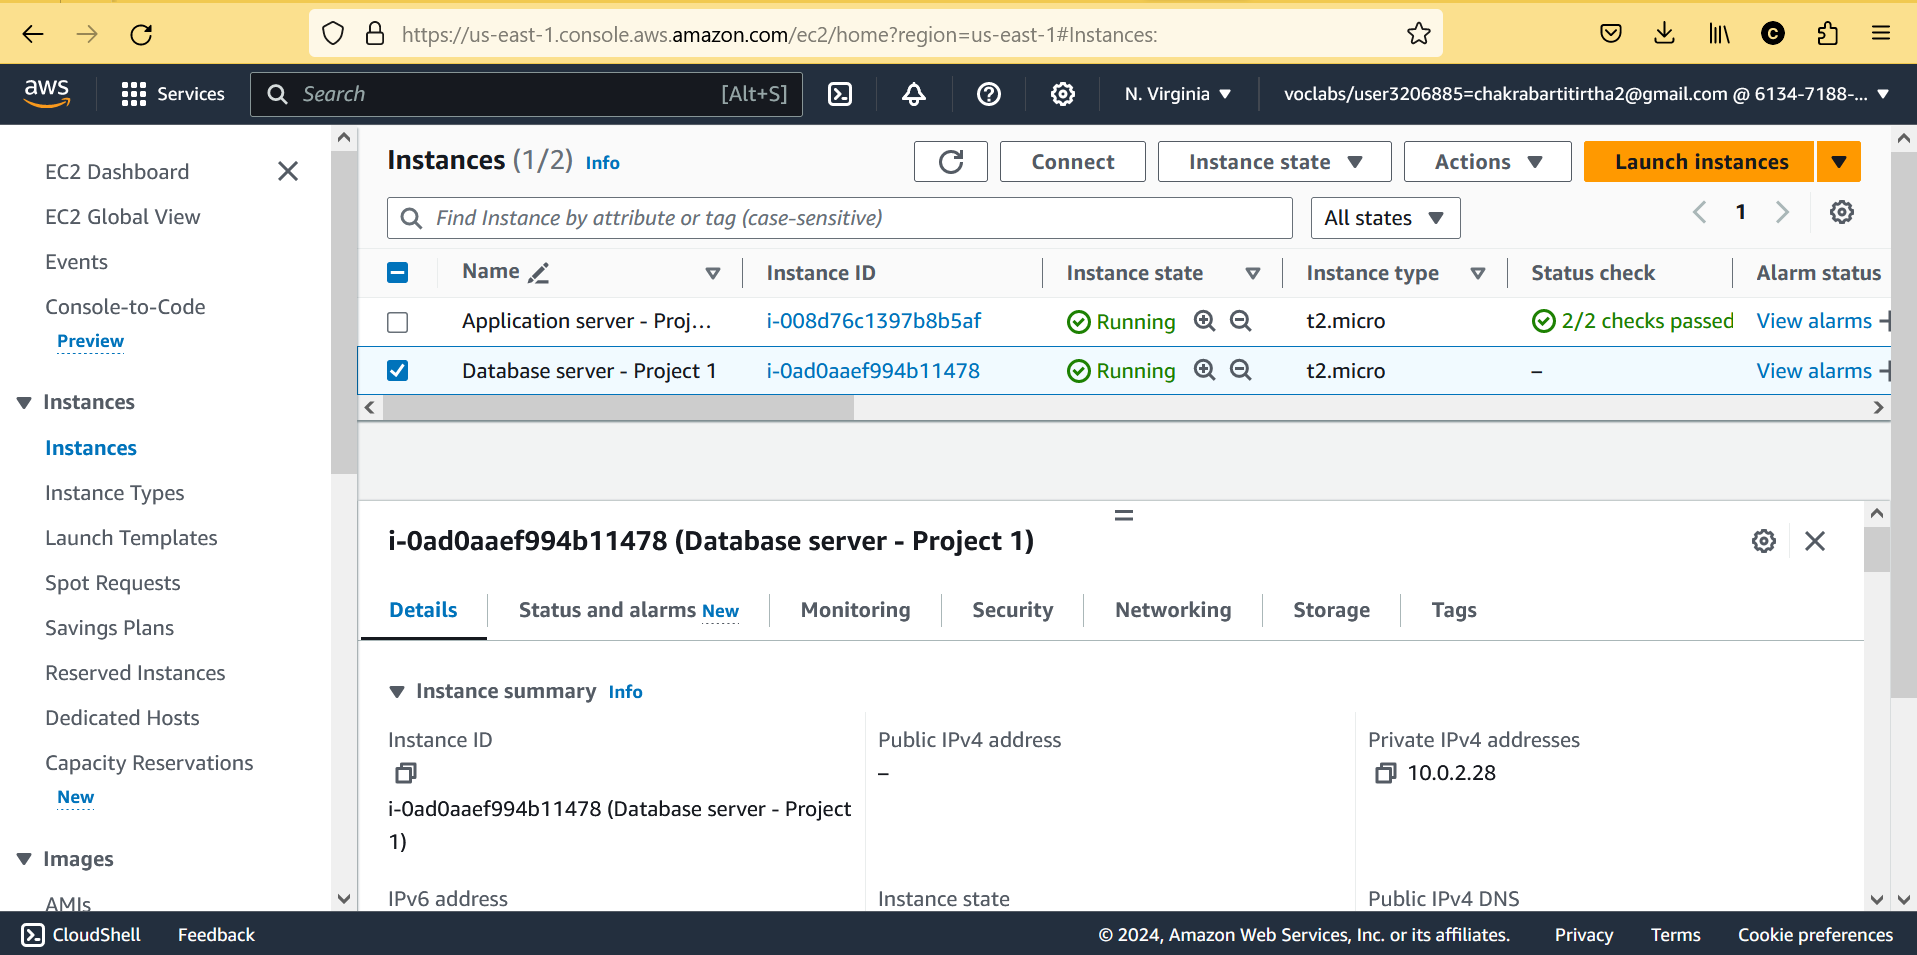 https://us-east-1.console.aws.amazon.com/ec2/home?region=us-east-1#Instances:
aws Services Search [Alt+S] N. Virginia voclabs/user3206885=chakrabartitirtha2@gmail.com @ 6134-7188-...
EC2 Dashboard
EC2 Global View
Events
Console-to-Code
Preview
Instances
Instances
Instance Types
Launch Templates
Spot Requests
Savings Plans
Reserved Instances
Dedicated Hosts
Capacity Reservations
New
Images
AMIs
Instances (1/2) Info Connect Instance state Actions Launch instances
Find Instance by attribute or tag (case-sensitive) All states 1
Name Instance ID Instance state Instance type Status check Alarm status
Application server - Proj... i-008d76c1397b8b5af Running t2.micro 2/2 checks passed View alarms
Database server - Project 1 i-0ad0aaef994b11478 Running t2.micro – View alarms
i-0ad0aaef994b11478 (Database server - Project 1)
Details Status and alarms New Monitoring Security Networking Storage Tags
Instance summary Info
Instance ID
i-0ad0aaef994b11478 (Database server - Project
1)
Public IPv4 address
–
Private IPv4 addresses
10.0.2.28
IPv6 address Instance state Public IPv4 DNS
CloudShell Feedback © 2024, Amazon Web Services, Inc. or its affiliates. Privacy Terms Cookie preferences